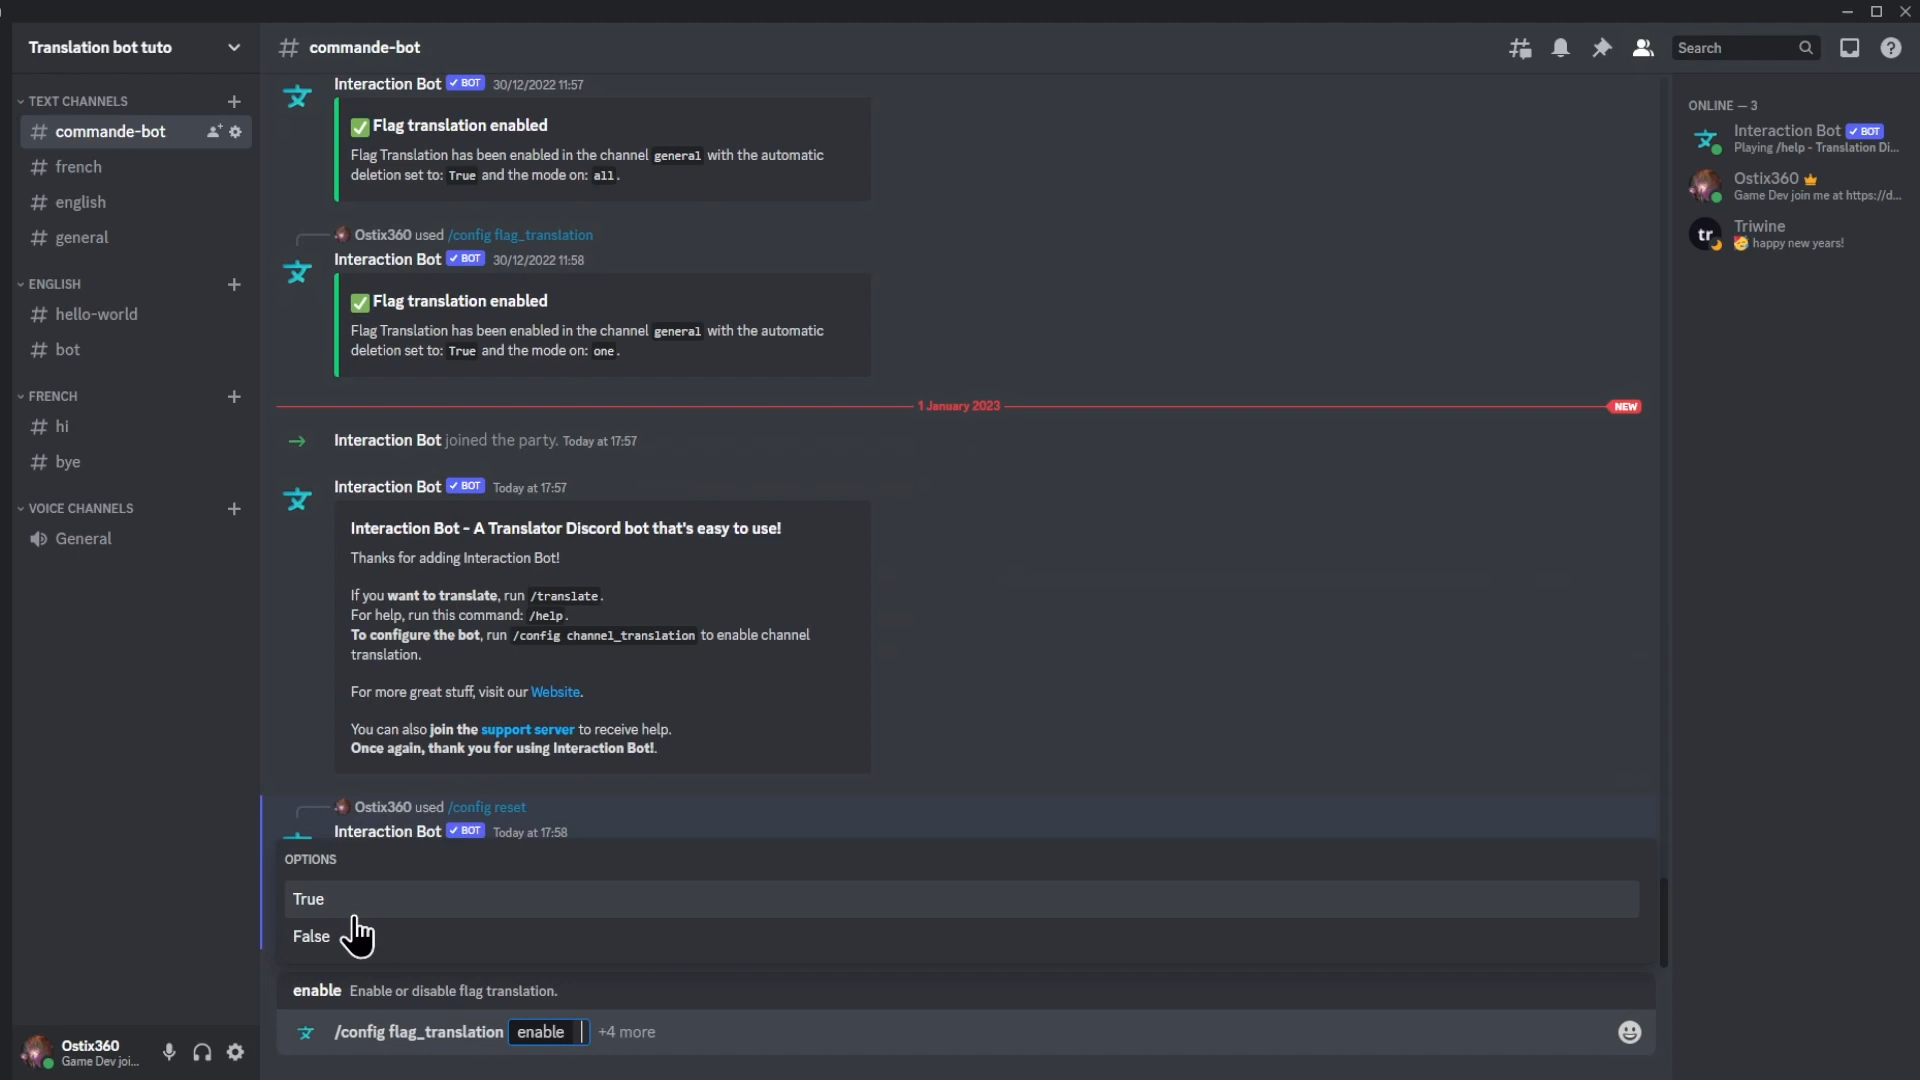 Translation bot tuto
# commande-bot
Search
TEXT CHANNELS
# commande-bot
# french
# english
# general
ENGLISH
# hello-world
# bot
FRENCH
# hi
# bye
VOICE CHANNELS
General
Ostix360
Game Dev joi...
Interaction Bot ✓ BOT 30/12/2022 11:57
✅ Flag translation enabled
Flag Translation has been enabled in the channel general with the automatic
deletion set to: True and the mode on: all.
Ostix360 used /config flag_translation
Interaction Bot ✓ BOT 30/12/2022 11:58
✅ Flag translation enabled
Flag Translation has been enabled in the channel general with the automatic
deletion set to: True and the mode on: one.
1 January 2023 NEW
Interaction Bot joined the party. Today at 17:57
Interaction Bot ✓ BOT Today at 17:57
Interaction Bot - A Translator Discord bot that's easy to use!
Thanks for adding Interaction Bot!
If you want to translate, run /translate.
For help, run this command: /help.
To configure the bot, run /config channel_translation to enable channel
translation.
For more great stuff, visit our Website.
You can also join the support server to receive help.
Once again, thank you for using Interaction Bot!.
Ostix360 used /config reset
Interaction Bot ✓ BOT Today at 17:58
OPTIONS
True
False
enable Enable or disable flag translation.
/config flag_translation enable +4 more
ONLINE — 3
Interaction Bot ✓ BOT
Playing /help - Translation Di...
Ostix360
Game Dev join me at https://d...
tr
Triwine
🥳 happy new years!